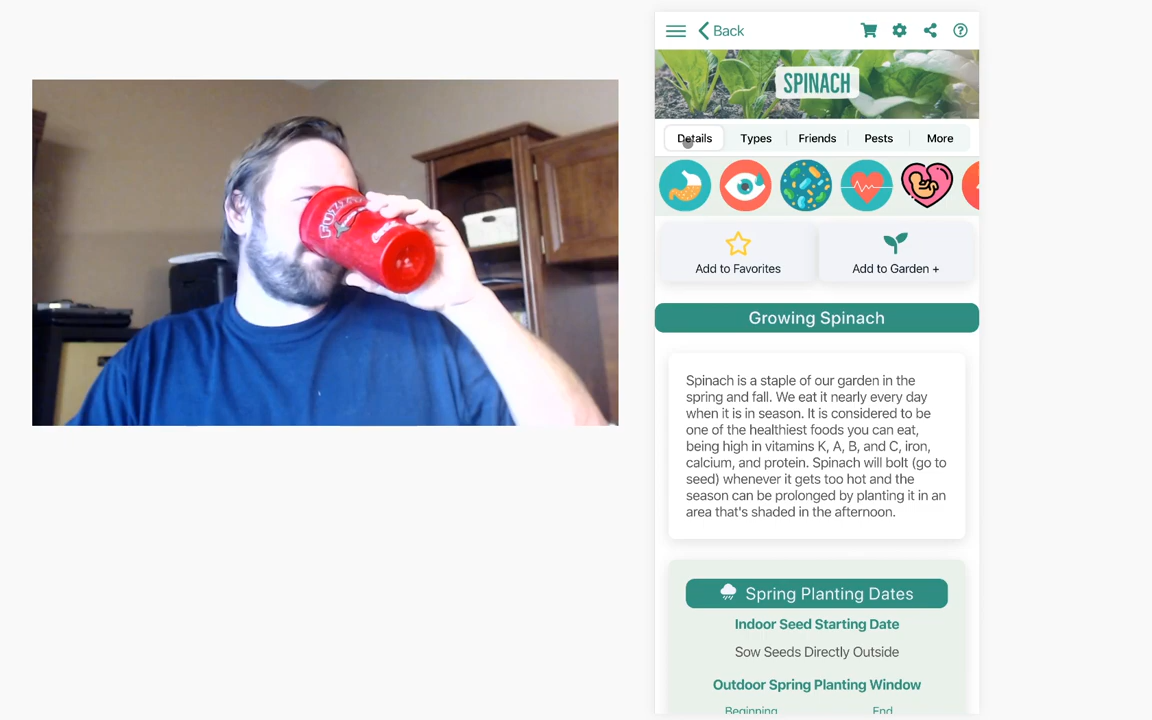 Back
SPINACH
Details Types Friends Pests More
Add to Favorites Add to Garden +
Growing Spinach
Spinach is a staple of our garden in the
spring and fall. We eat it nearly every day
when it is in season. It is considered to be
one of the healthiest foods you can eat,
being high in vitamins K, A, B, and C, iron,
calcium, and protein. Spinach will bolt (go to
seed) whenever it gets too hot and the
season can be prolonged by planting it in an
area that's shaded in the afternoon.
Spring Planting Dates
Indoor Seed Starting Date
Sow Seeds Directly Outside
Outdoor Spring Planting Window
Beginning End
Coca-Cola